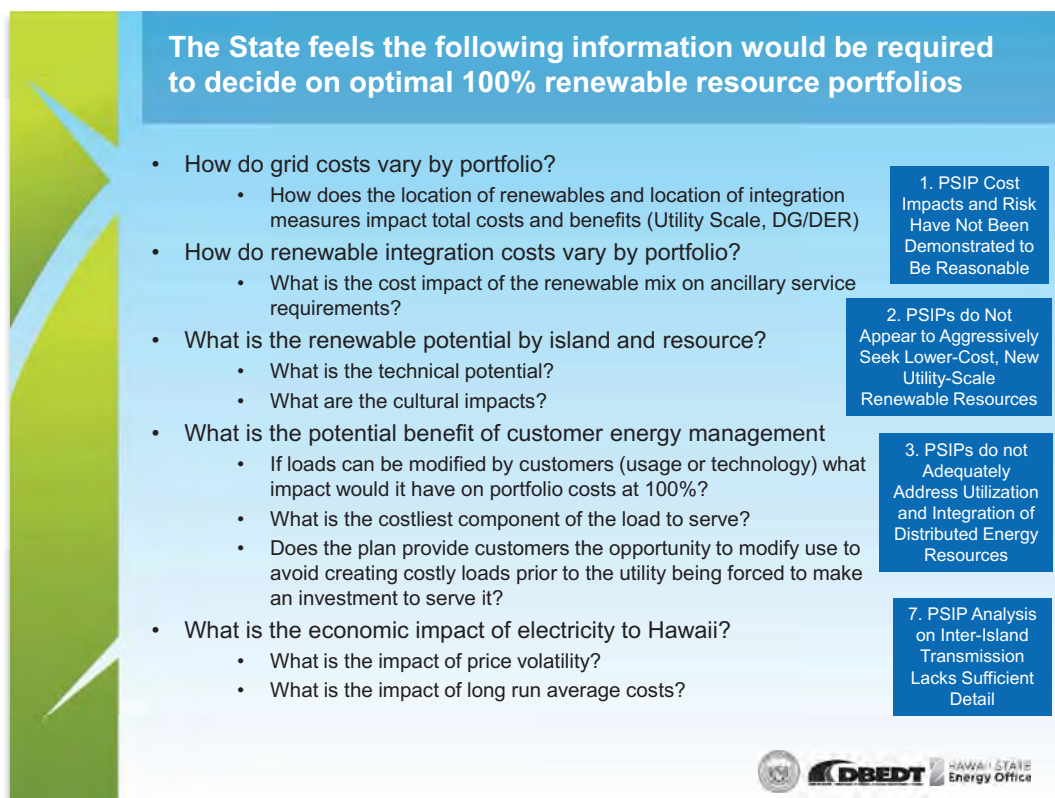 The State feels the following information would be required
to decide on optimal 100% renewable resource portfolios
• How do grid costs vary by portfolio?
• How does the location of renewables and location of integration
measures impact total costs and benefits (Utility Scale, DG/DER)
• How do renewable integration costs vary by portfolio?
• What is the cost impact of the renewable mix on ancillary service
requirements?
• What is the renewable potential by island and resource?
• What is the technical potential?
• What are the cultural impacts?
• What is the potential benefit of customer energy management
• If loads can be modified by customers (usage or technology) what
impact would it have on portfolio costs at 100%?
• What is the costliest component of the load to serve?
• Does the plan provide customers the opportunity to modify use to
avoid creating costly loads prior to the utility being forced to make
an investment to serve it?
• What is the economic impact of electricity to Hawaii?
• What is the impact of price volatility?
• What is the impact of long run average costs?
1. PSIP Cost
Impacts and Risk
Have Not Been
Demonstrated to
Be Reasonable
2. PSIPs do Not
Appear to Aggressively
Seek Lower-Cost, New
Utility-Scale
Renewable Resources
3. PSIPs do not
Adequately
Address Utilization
and Integration of
Distributed Energy
Resources
7. PSIP Analysis
on Inter-Island
Transmission
Lacks Sufficient
Detail
DBEDT
HAWAII STATE
Energy Office